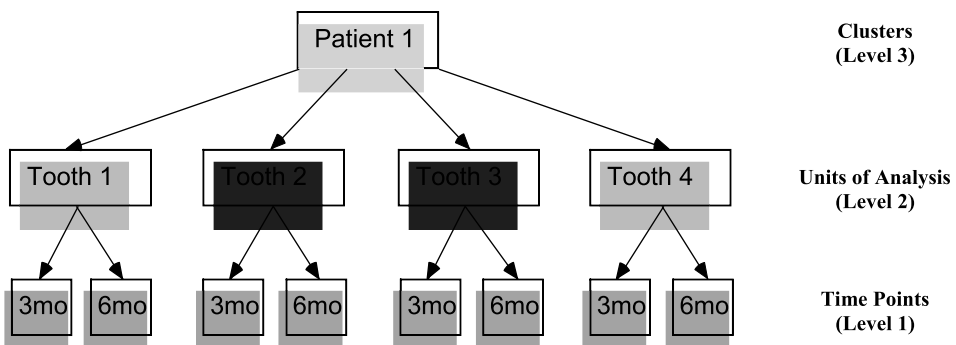 Patient 1
Clusters
(Level 3)
Tooth 1 Tooth 2 Tooth 3 Tooth 4
Units of Analysis
(Level 2)
3mo 6mo 3mo 6mo 3mo 6mo 3mo 6mo
Time Points
(Level 1)